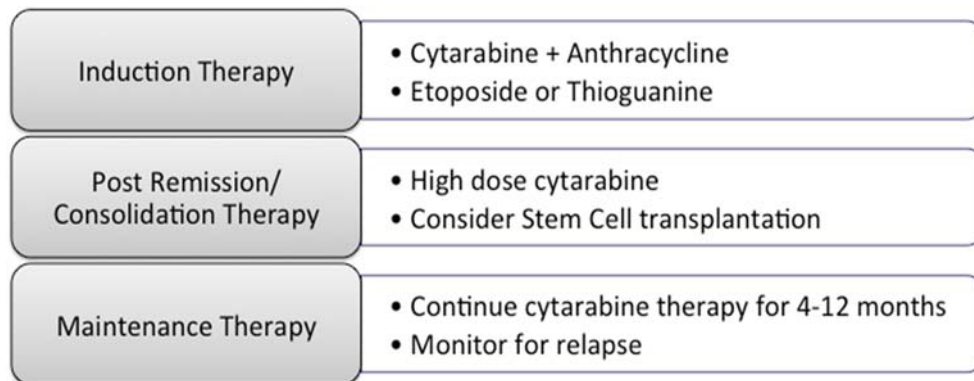 Induction Therapy
• Cytarabine + Anthracycline
• Etoposide or Thioguanine
Post Remission/
Consolidation Therapy
• High dose cytarabine
• Consider Stem Cell transplantation
Maintenance Therapy
• Continue cytarabine therapy for 4-12 months
• Monitor for relapse